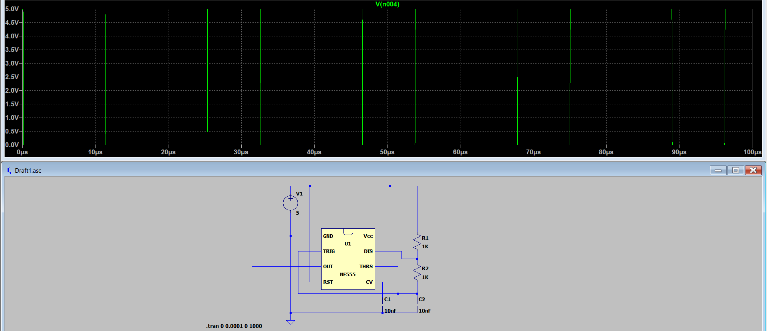 V(n004)
5.0V
4.5V
4.0V
3.5V
3.0V
2.5V
2.0V
1.5V
1.0V
0.5V
0.0V
0µs 10µs 20µs 30µs 40µs 50µs 60µs 70µs 80µs 90µs 100µs
Draft1.asc
V1
5
GND Vcc
U1
TRIG DIS
OUT THRS
NE555
RST CV
R1
1K
R2
1K
C1
10nf
C2
10nf
.tran 0 0.0001 0 1000